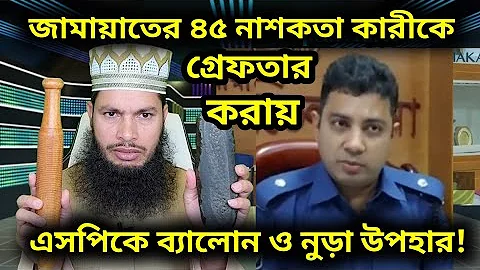 জামায়াতের ৪৫ নাশকতা কারীকে
গ্রেফতার
করায়
এসপিকে ব্যালোন ও নুড়া উপহার!